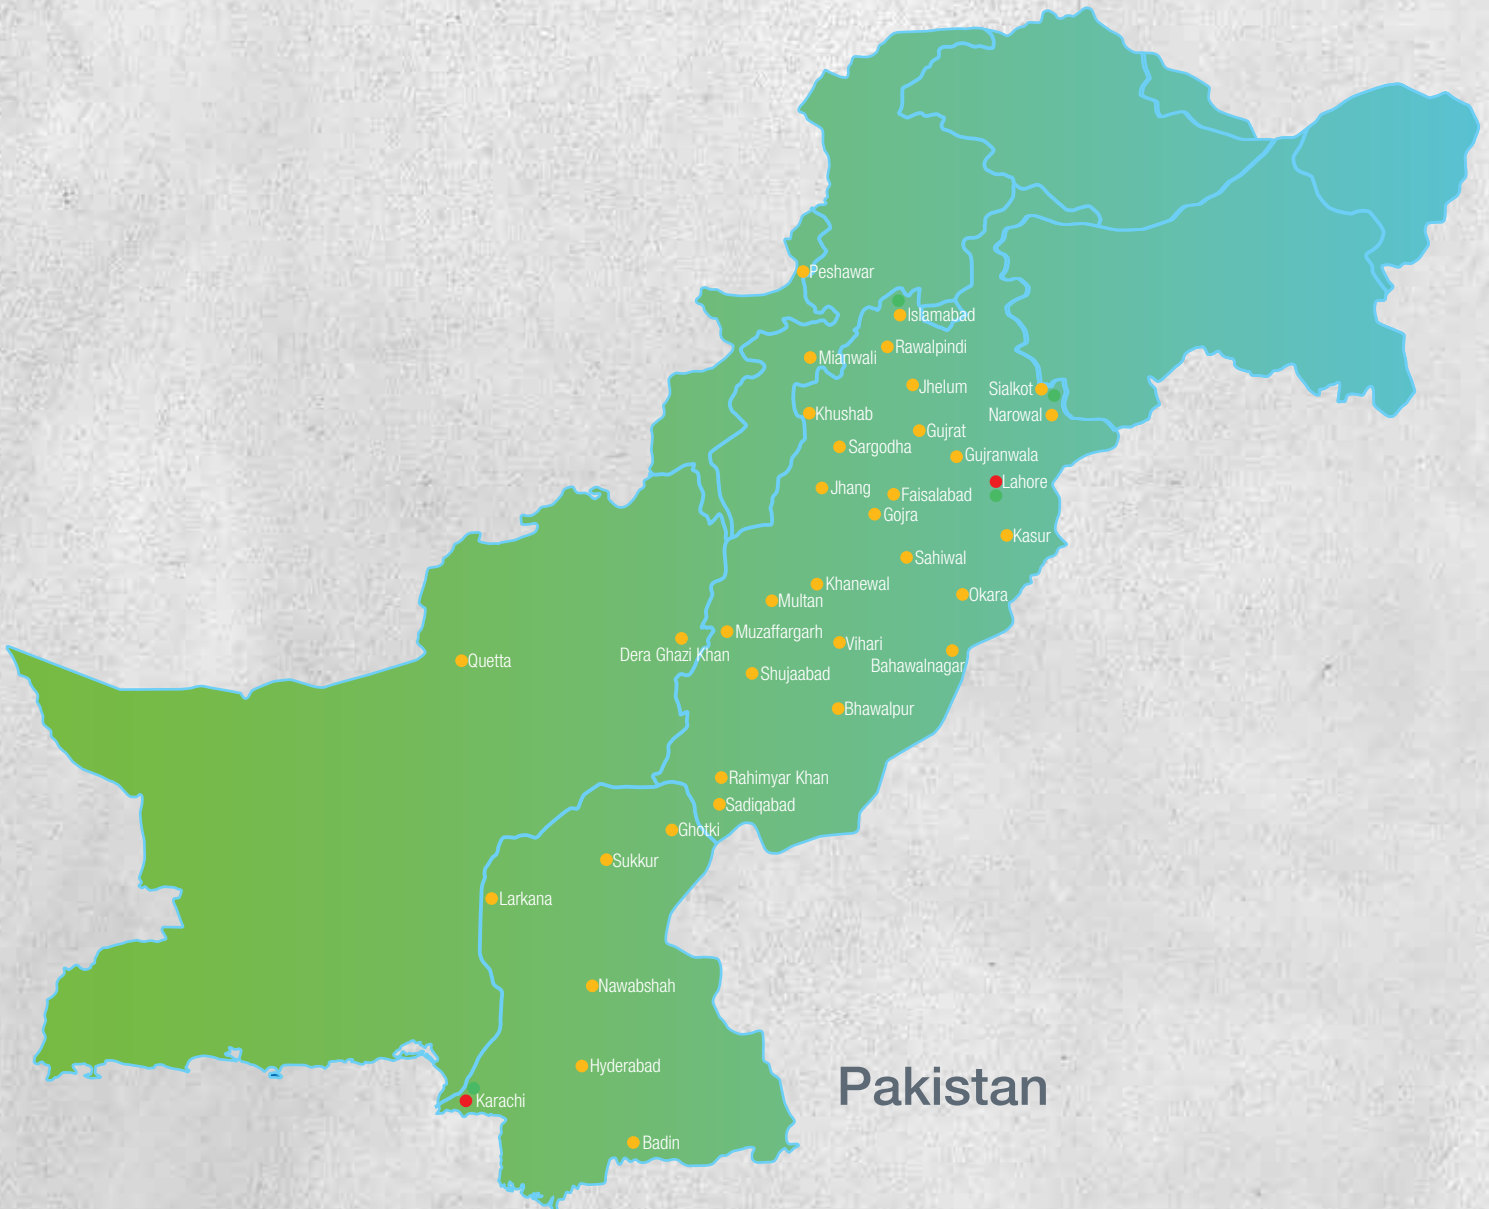 Peshawar
Islamabad
Rawalpindi
Mianwali
Jhelum
Sialkot
Khushab
Narowal
Gujrat
Sargodha
Gujranwala
Lahore
Jhang
Faisalabad
Gojra
Kasur
Sahiwal
Khanewal
Okara
Multan
Muzaffargarh
Vihari
Dera Ghazi Khan
Quetta
Bahawalnagar
Shujaabad
Bhawalpur
Rahimyar Khan
Sadiqabad
Ghotki
Sukkur
Larkana
Nawabshah
Hyderabad
Pakistan
Karachi
Badin